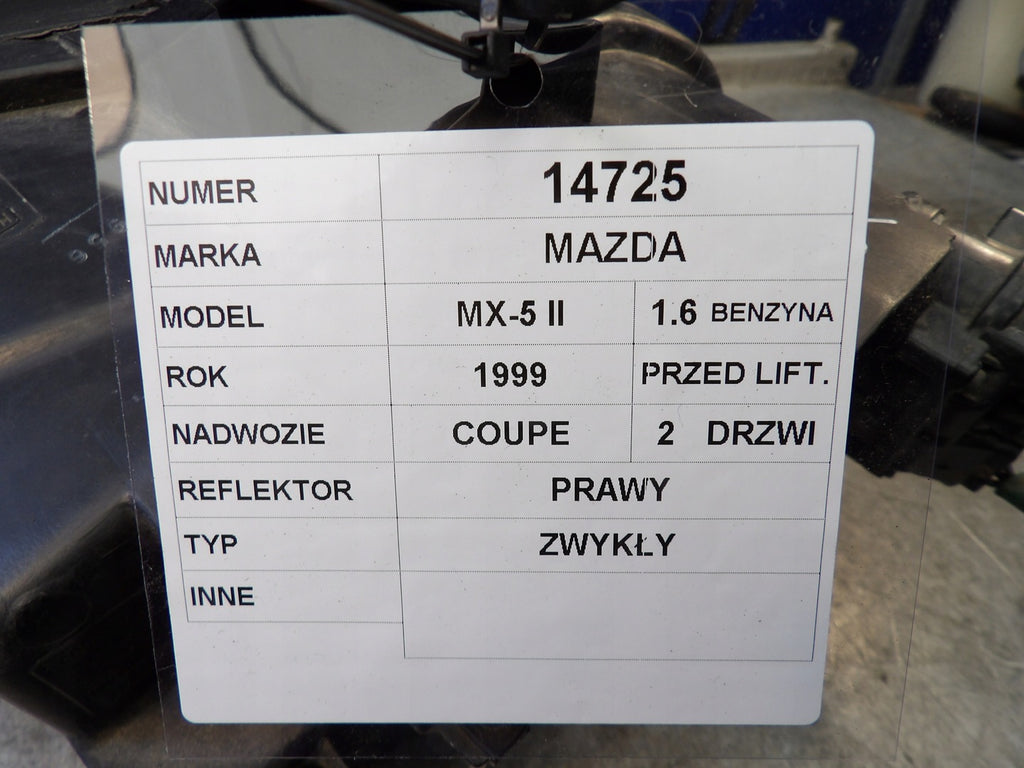 NUMER 14725
MARKA MAZDA
MODEL MX-5 II 1.6 BENZYNA
ROK 1999 PRZED LIFT.
NADWOZIE COUPE 2 DRZWI
REFLEKTOR PRAWY
TYP ZWYKŁY
INNE